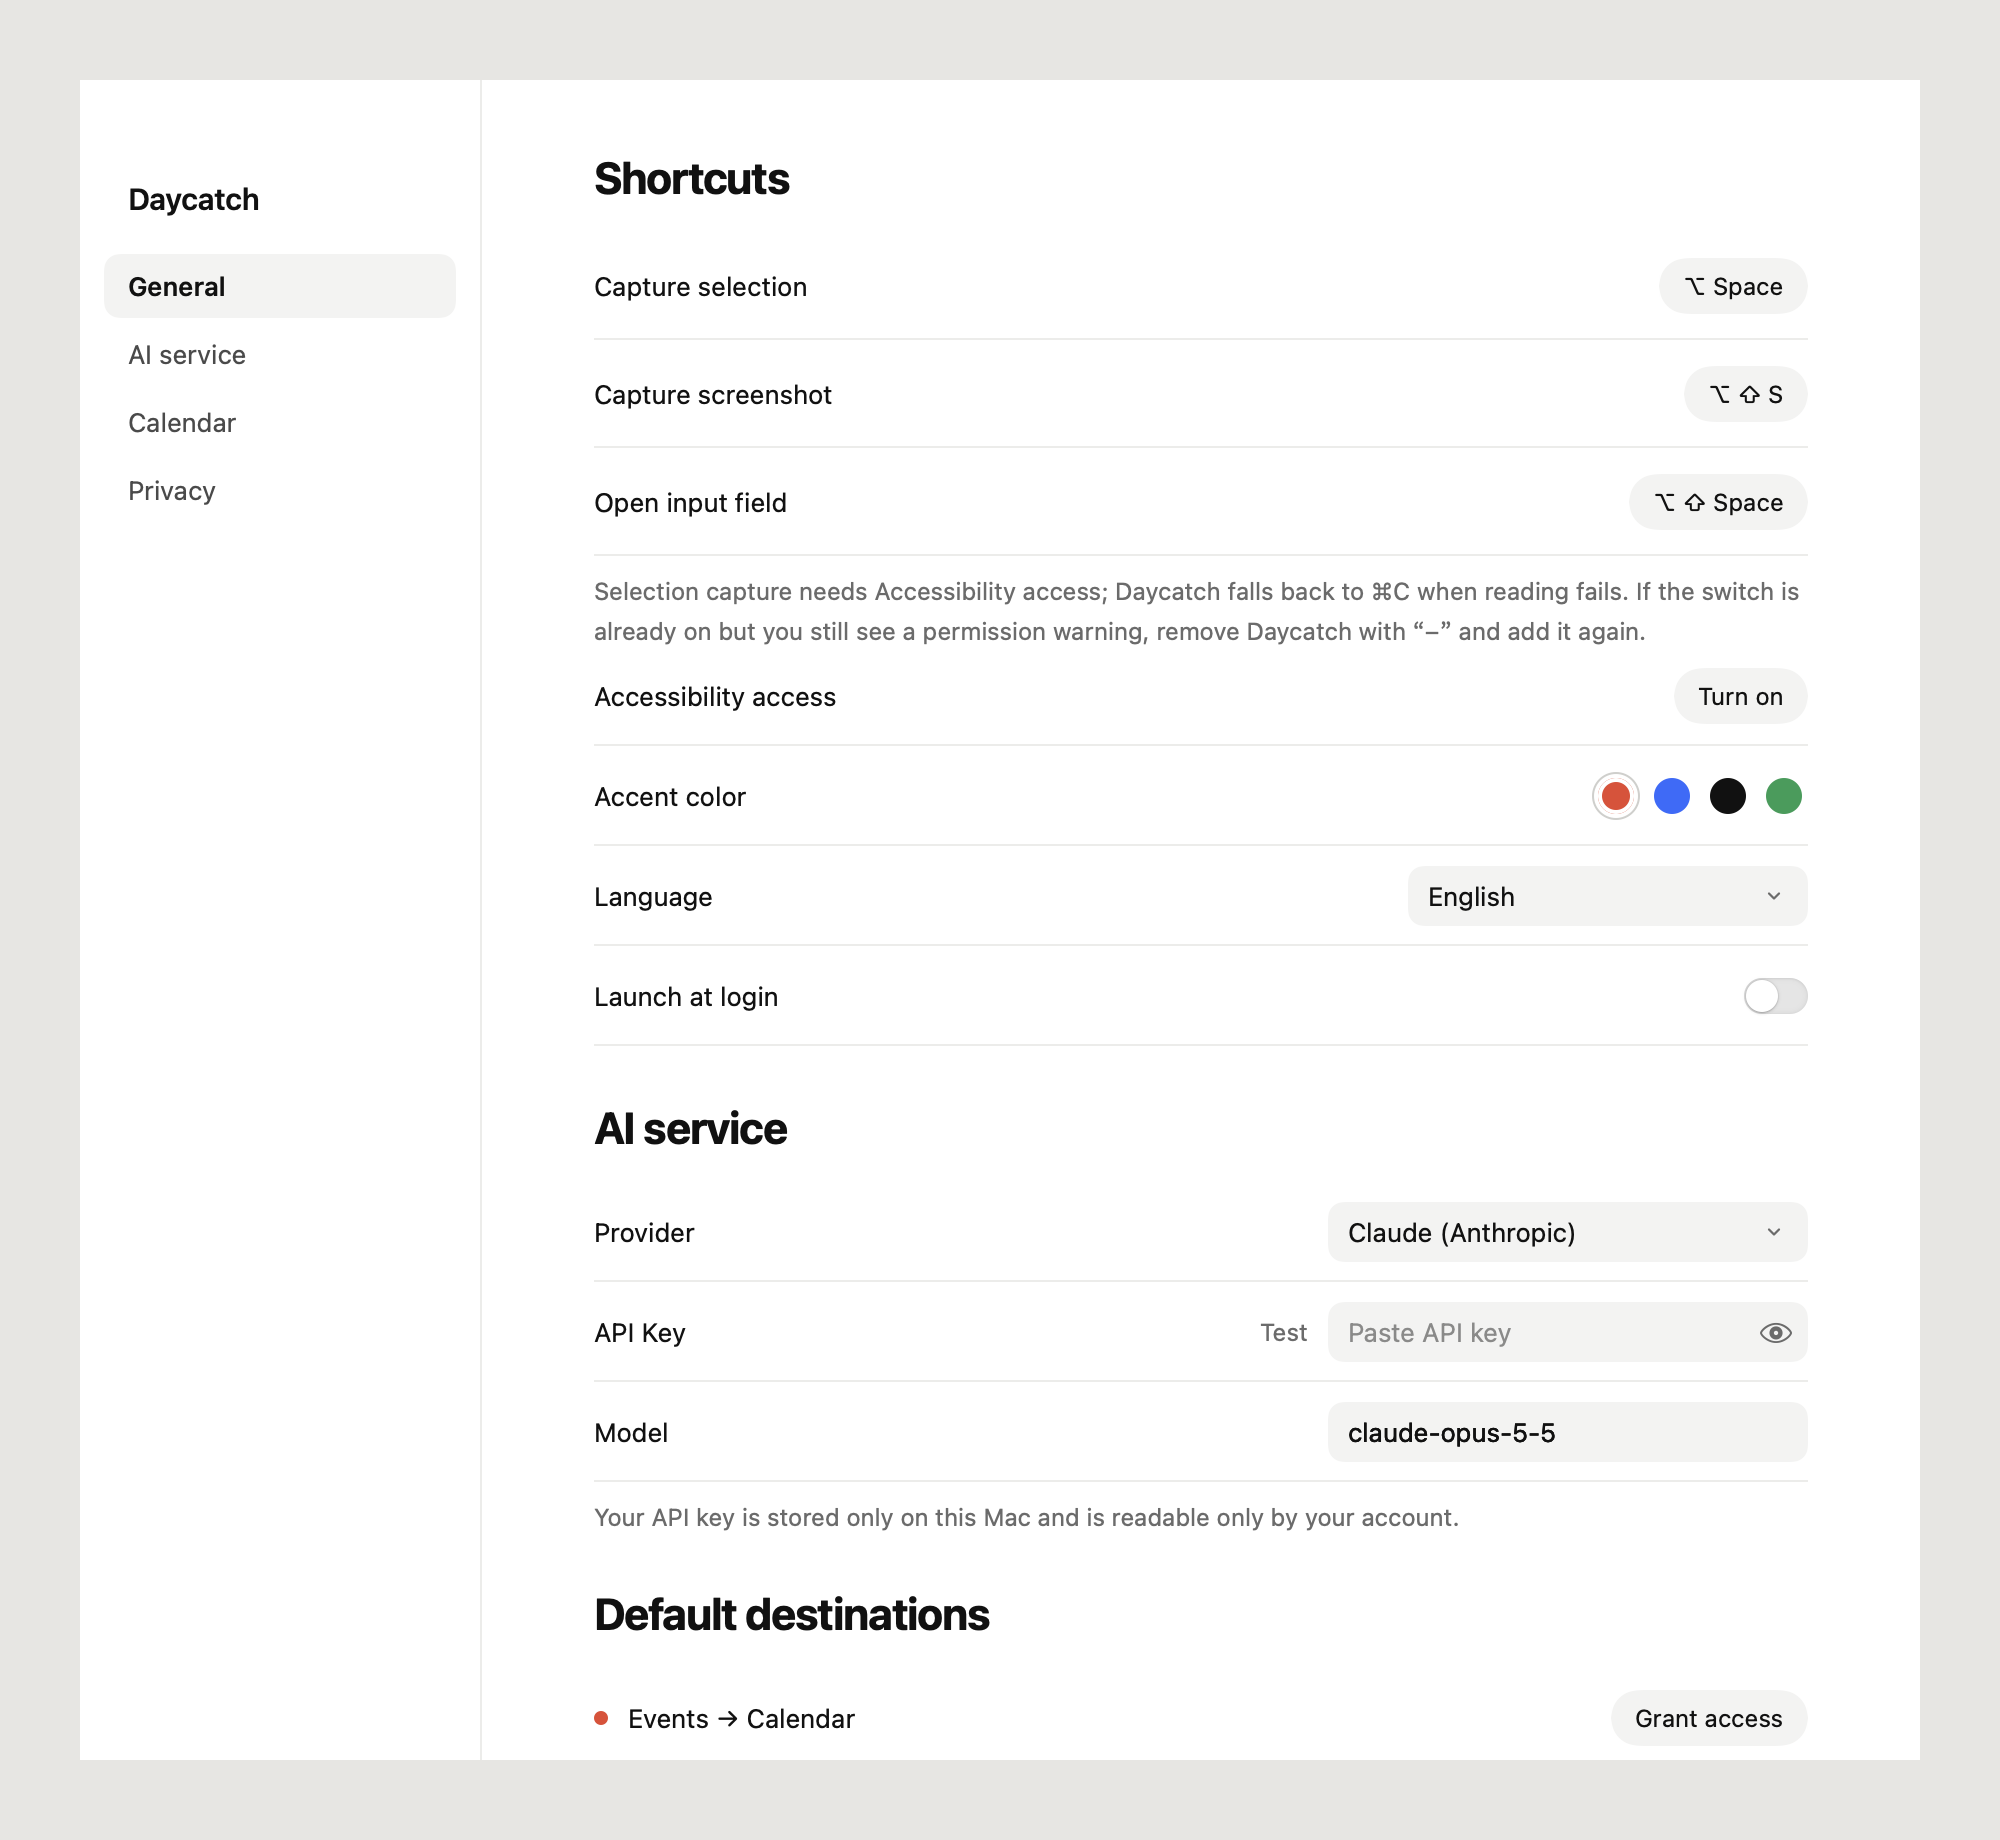 Daycatch
General
AI service
Calendar
Privacy
Shortcuts
Capture selection
⌥ Space
Capture screenshot
⌥ ⇧ S
Open input field
⌥ ⇧ Space
Selection capture needs Accessibility access; Daycatch falls back to ⌘C when reading fails. If the switch is
already on but you still see a permission warning, remove Daycatch with “−” and add it again.
Accessibility access
Turn on
Accent color
Language
English
Launch at login
AI service
Provider
Claude (Anthropic)
API Key
Test
Paste API key
Model
claude-opus-5-5
Your API key is stored only on this Mac and is readable only by your account.
Default destinations
Events → Calendar
Grant access